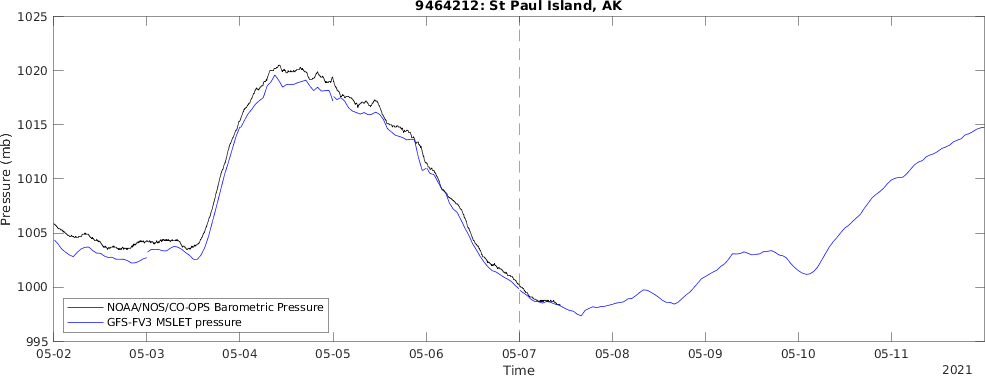 9464212: St Paul Island, AK
1025
1020
1015
1010
1005
1000
995
Pressure (mb)
NOAA/NOS/CO-OPS Barometric Pressure
GFS-FV3 MSLET pressure
05-02 05-03 05-04 05-05 05-06 05-07 05-08 05-09 05-10 05-11
Time
2021